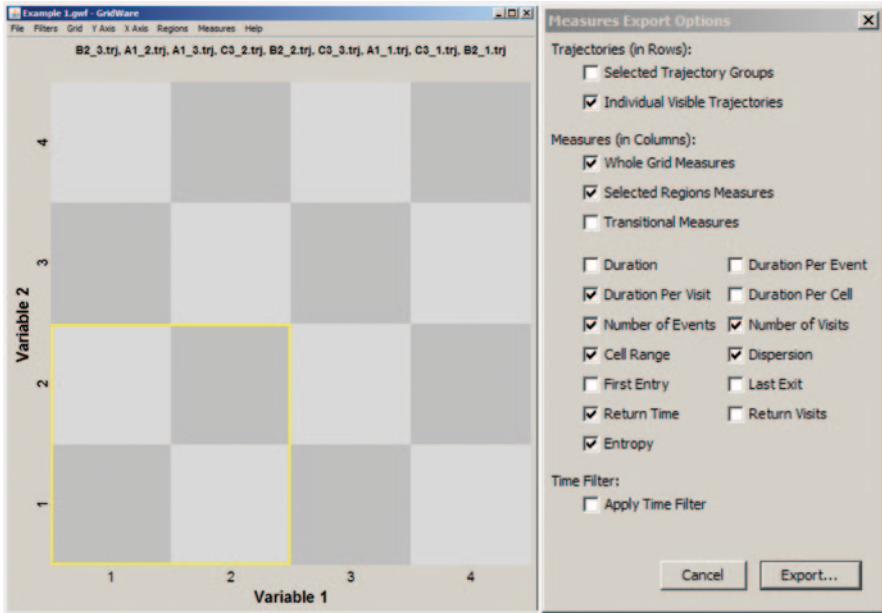 Example 1.gwf - GridWare
File Filters Grid Y Axis X Axis Regions Measures Help
B2_3.trj, A1_2.trj, A1_3.trj, C3_2.trj, B2_2.trj, C3_3.trj, A1_1.trj, C3_1.trj, B2_1.trj
4
3
2
1
Variable 2
1 2 3 4
Variable 1
Measures Export Options
Trajectories (in Rows):
Selected Trajectory Groups
Individual Visible Trajectories
Measures (in Columns):
Whole Grid Measures
Selected Regions Measures
Transitional Measures
Duration Duration Per Event
Duration Per Visit Duration Per Cell
Number of Events Number of Visits
Cell Range Dispersion
First Entry Last Exit
Return Time Return Visits
Entropy
Time Filter:
Apply Time Filter
Cancel Export...